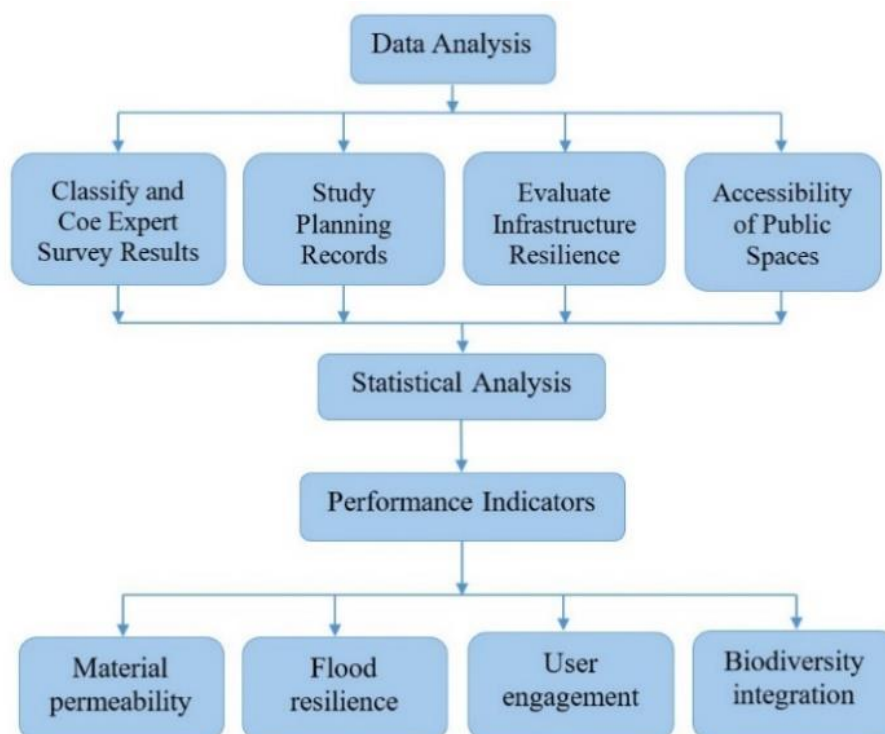 Data Analysis
Classify and
Coe Expert
Survey Results
Study
Planning
Records
Evaluate
Infrastructure
Resilience
Accessibility
of Public
Spaces
Statistical Analysis
Performance Indicators
Material
permeability
Flood
resilience
User
engagement
Biodiversity
integration